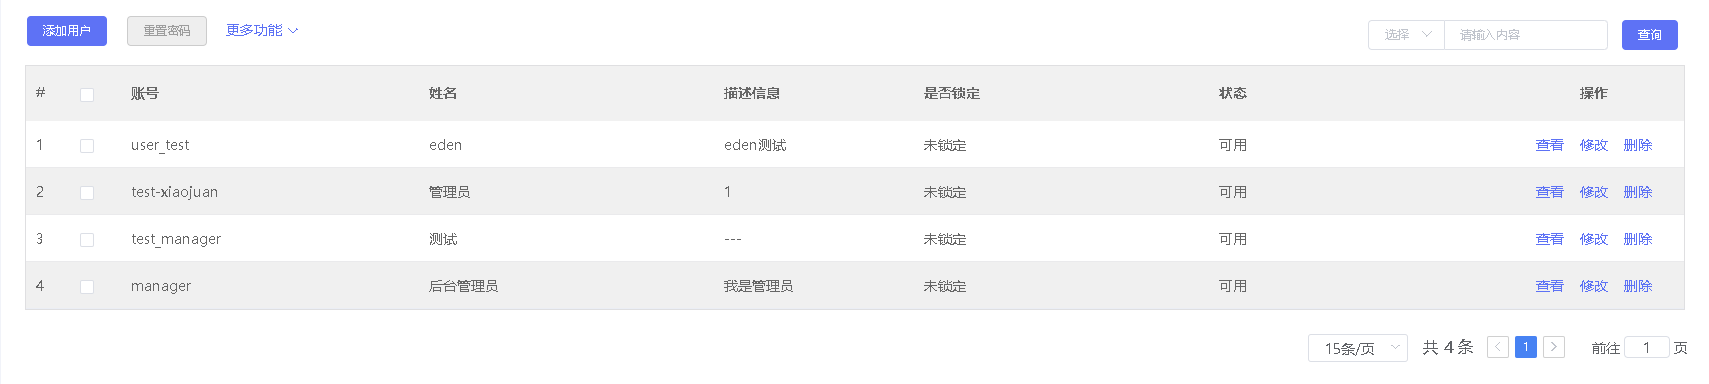 添加用户 重置密码 更多功能 选择 请输入内容 查询
# 账号 姓名 描述信息 是否锁定 状态 操作
1 user_test eden eden测试 未锁定 可用 查看 修改 删除
2 test-xiaojuan 管理员 1 未锁定 可用 查看 修改 删除
3 test_manager 测试 --- 未锁定 可用 查看 修改 删除
4 manager 后台管理员 我是管理员 未锁定 可用 查看 修改 删除
15条/页 共 4 条 1 前往 1 页